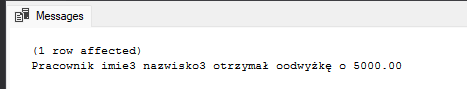 Messages
(1 row affected)
Pracownik imie3 nazwisko3 otrzymał oodwyżkę o 5000.00